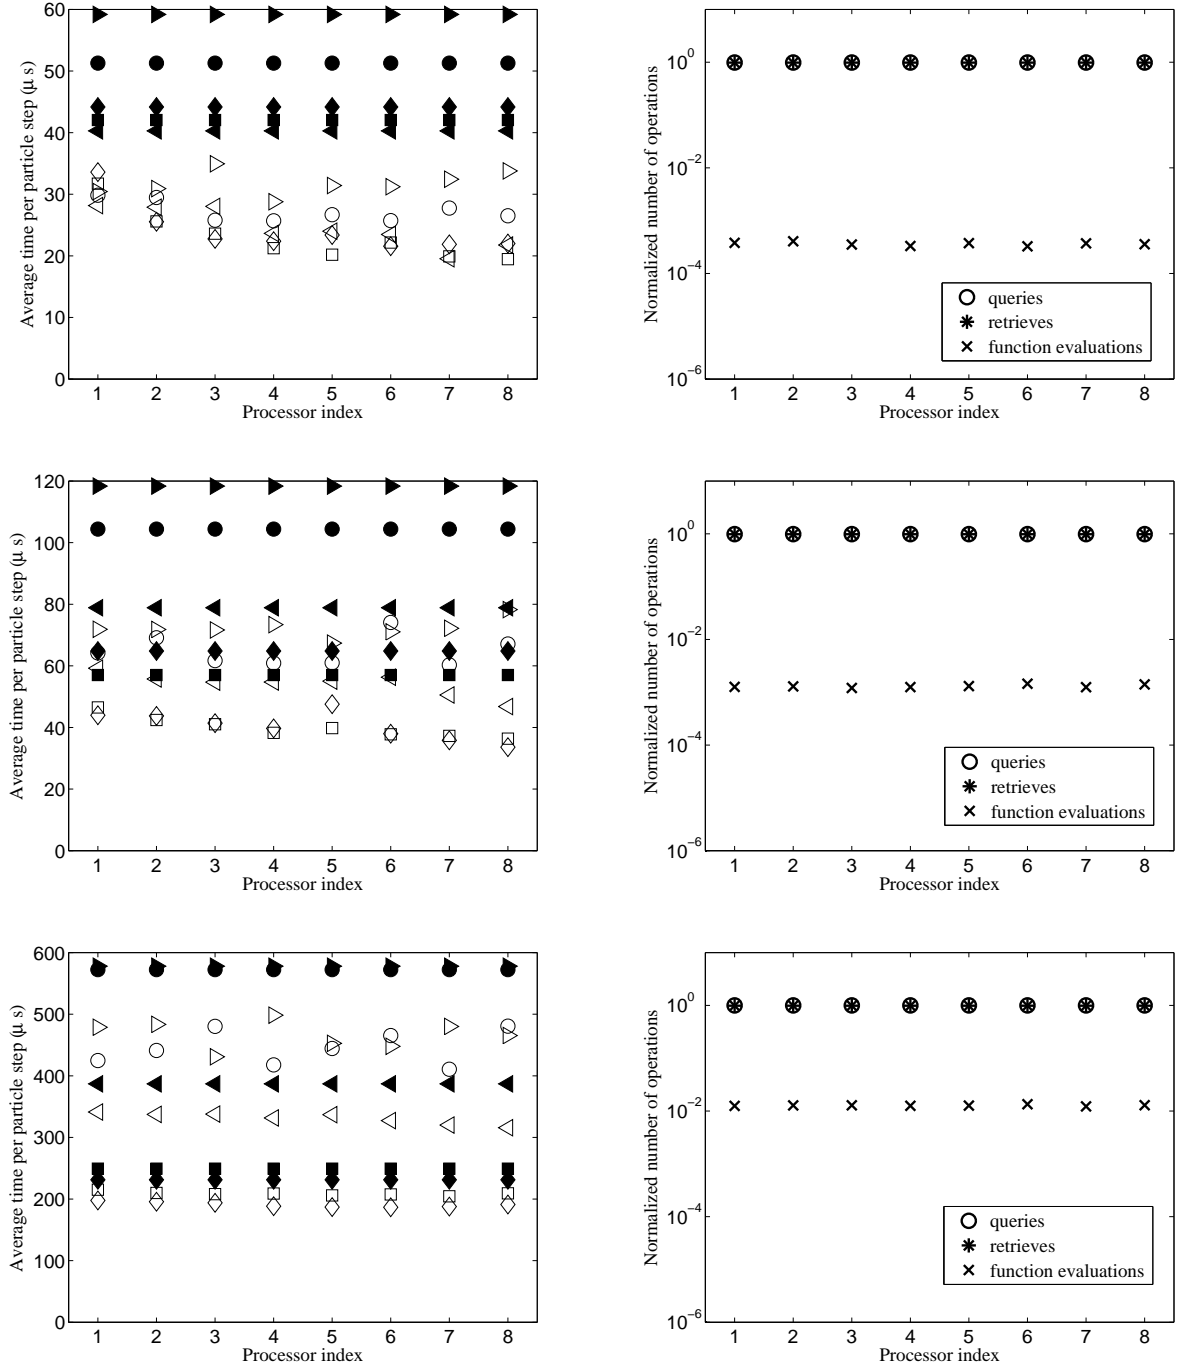 60
50
40
30
20
10
0
Average time per particle step (μ s)
1 2 3 4 5 6 7 8
Processor index
10^0
10^−2
10^−4
10^−6
Normalized number of operations
queries
retrieves
function evaluations
1 2 3 4 5 6 7 8
Processor index
120
100
80
60
40
20
0
Average time per particle step (μ s)
1 2 3 4 5 6 7 8
Processor index
10^0
10^−2
10^−4
10^−6
Normalized number of operations
queries
retrieves
function evaluations
1 2 3 4 5 6 7 8
Processor index
600
500
400
300
200
100
0
Average time per particle step (μ s)
1 2 3 4 5 6 7 8
Processor index
10^0
10^−2
10^−4
10^−6
Normalized number of operations
queries
retrieves
function evaluations
1 2 3 4 5 6 7 8
Processor index